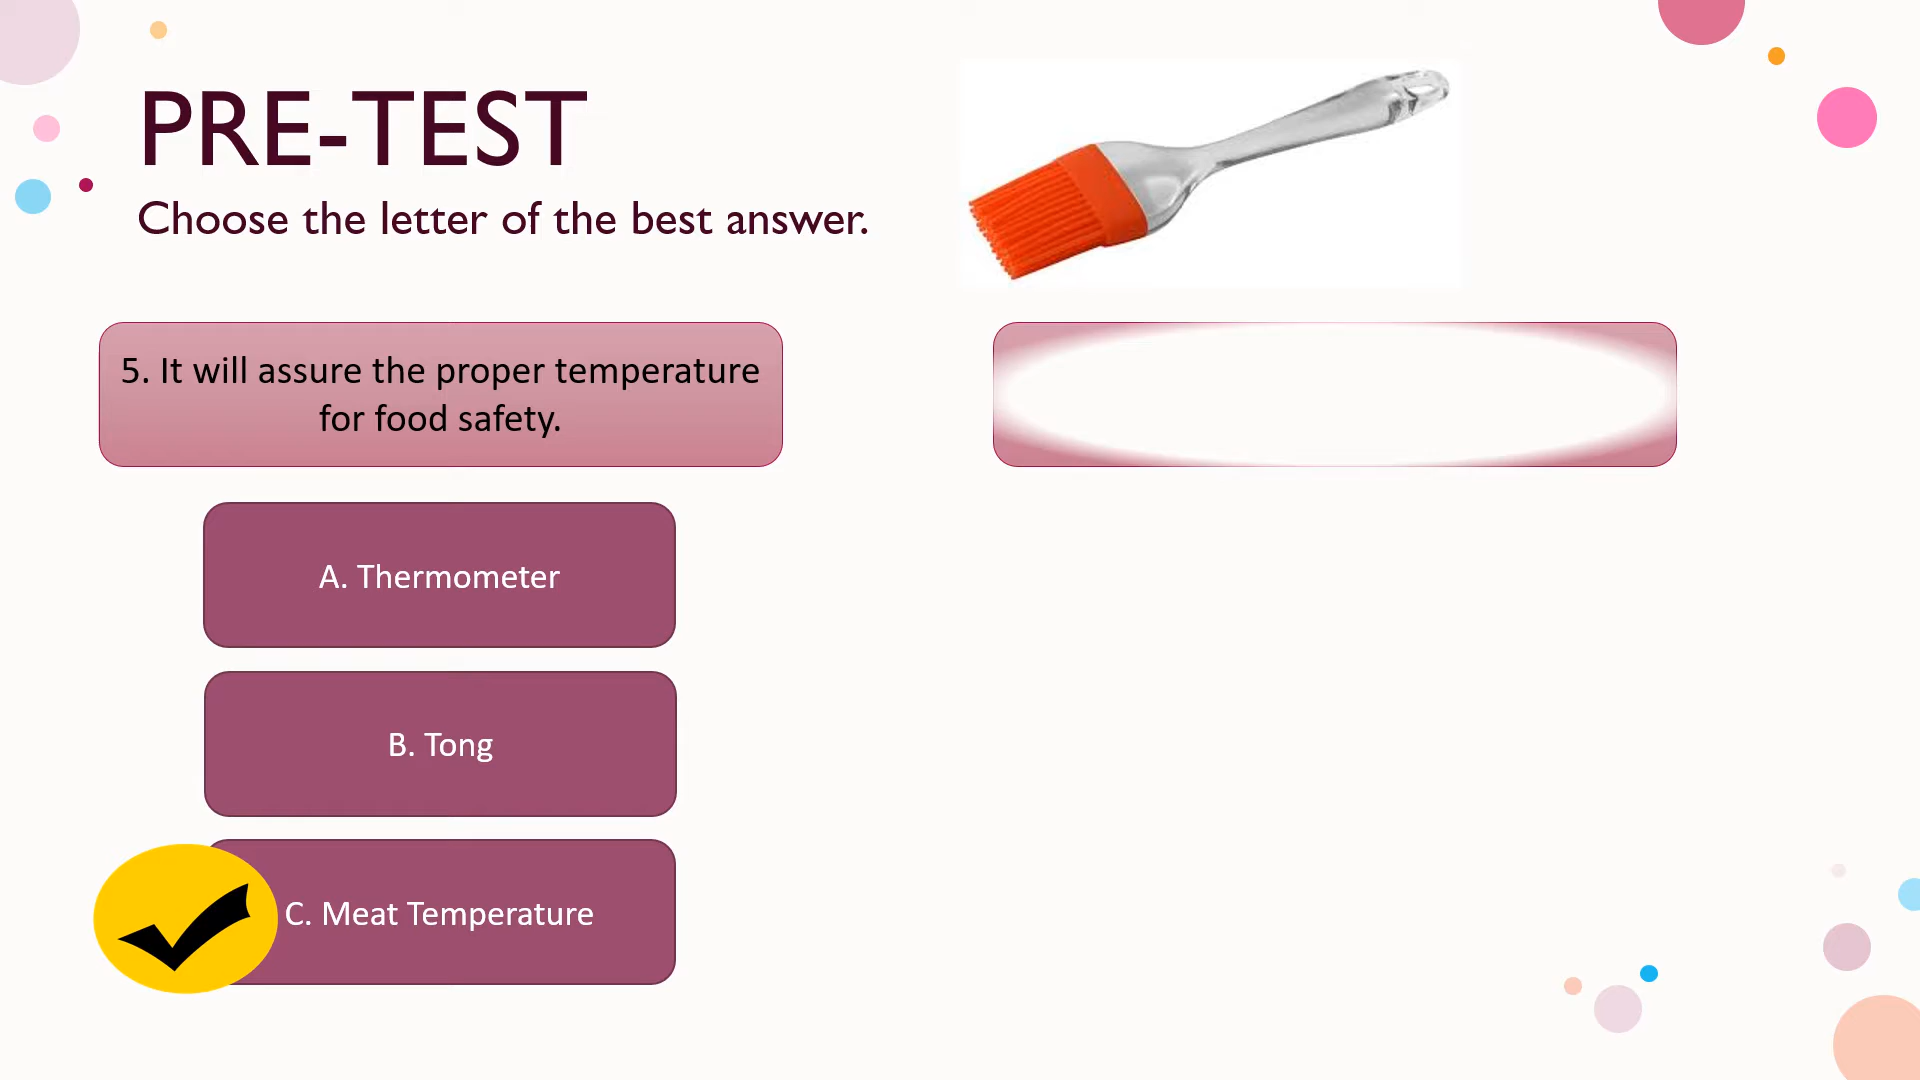 PRE-TEST
Choose the letter of the best answer.
5. It will assure the proper temperature
for food safety.
A. Thermometer
B. Tong
C. Meat Temperature